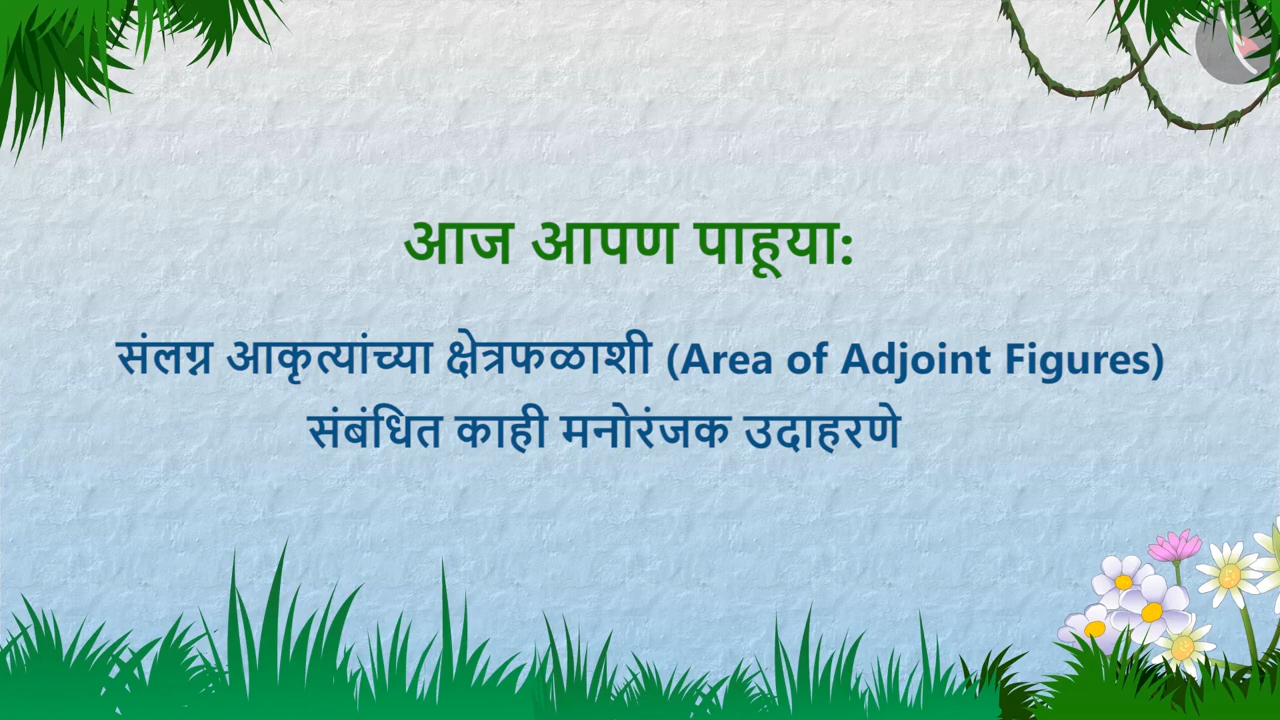 आज आपण पाहूया:
संलग्न आकृत्यांच्या क्षेत्रफळाशी (Area of Adjoint Figures)
संबंधित काही मनोरंजक उदाहरणे